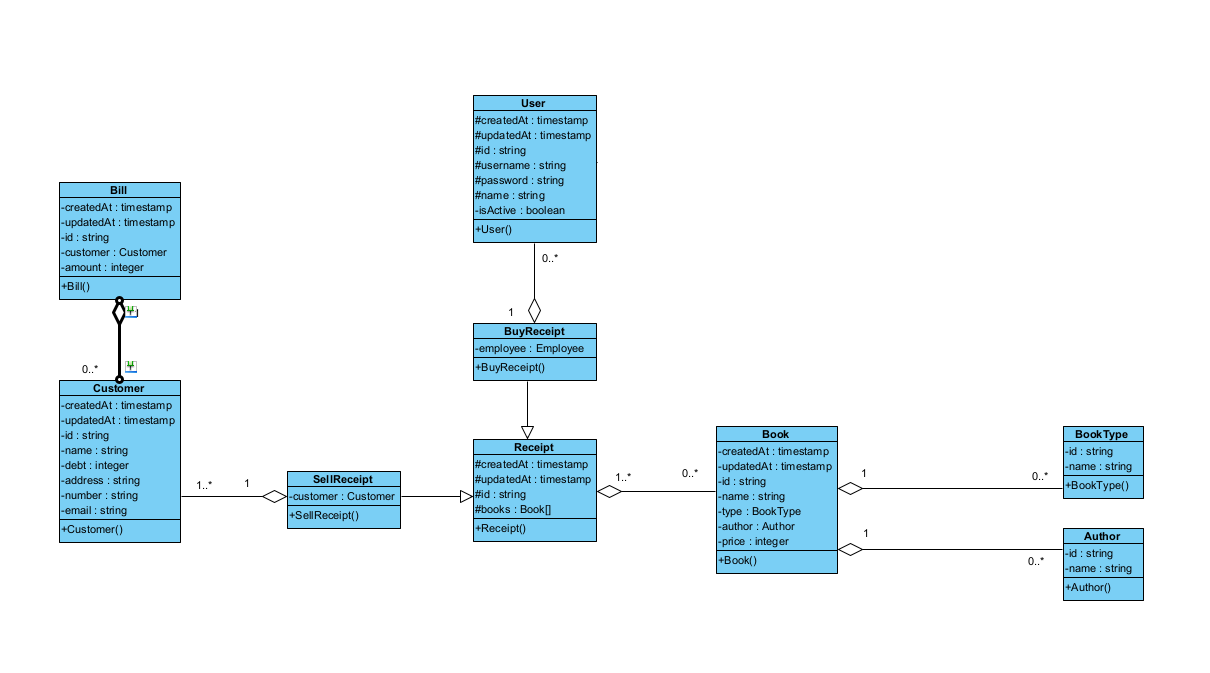 User
#createdAt : timestamp
#updatedAt : timestamp
#id : string
#username : string
#password : string
#name : string
-isActive : boolean
+User()
0..*
1
Bill
-createdAt : timestamp
-updatedAt : timestamp
-id : string
-customer : Customer
-amount : integer
+Bill()
0..*
Customer
-createdAt : timestamp
-updatedAt : timestamp
-id : string
-name : string
-debt : integer
-address : string
-number : string
-email : string
+Customer()
1..*
1
SellReceipt
-customer : Customer
+SellReceipt()
BuyReceipt
-employee : Employee
+BuyReceipt()
Receipt
#createdAt : timestamp
#updatedAt : timestamp
#id : string
#books : Book[]
+Receipt()
1..*
0..*
Book
-createdAt : timestamp
-updatedAt : timestamp
-id : string
-name : string
-type : BookType
-author : Author
-price : integer
+Book()
1
0..*
BookType
-id : string
-name : string
+BookType()
1
0..*
Author
-id : string
-name : string
+Author()